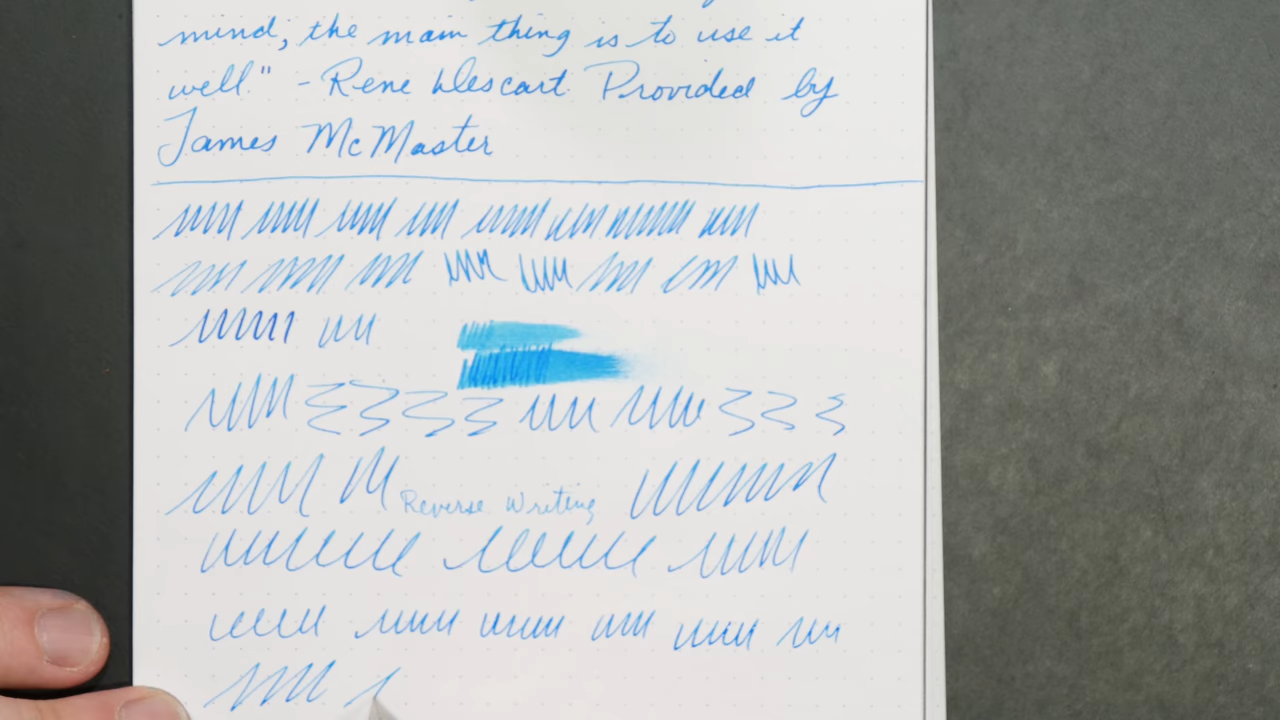 mind, the main thing is to use it
well." - Rene Descart Provided by
James McMaster
Reverse Writing